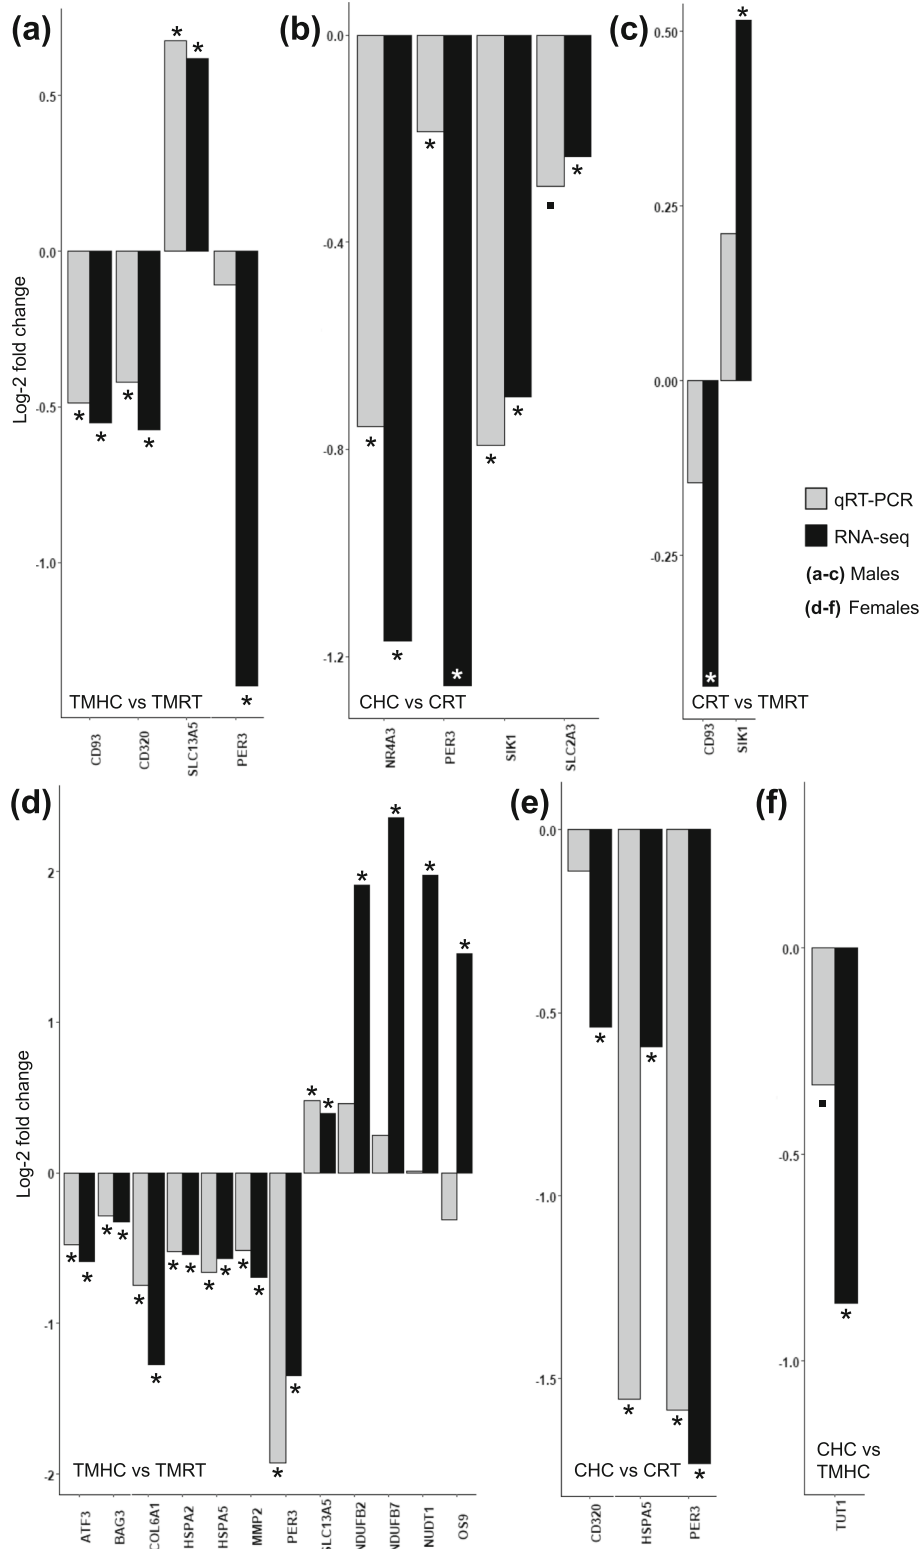 (a)
Log-2 fold change
0.5
0.0
-0.5
-1.0
* * * * * * *
TMHC vs TMRT
CD93 CD320 SLC13A5 PER3
(b)
0.0
-0.4
-0.8
-1.2
* * * * * * *
CHC vs CRT
NR4A3 PER3 SIK1 SLC2A3
(c)
0.50
0.25
0.00
-0.25
* *
CRT vs TMRT
CD93 SIK1
qRT-PCR
RNA-seq
(a-c) Males
(d-f) Females
(d)
Log-2 fold change
2
1
0
-1
-2
* * * * * * * * * * * * * * * * * * * *
TMHC vs TMRT
ATF3 BAG3 COL6A1 HSPA2 HSPA5 MMP2 PER3 SLC13A5 NDUFB2 NDUFB7 NUDT1 OS9
(e)
0.0
-0.5
-1.0
-1.5
* * * * *
CHC vs CRT
CD320 HSPA5 PER3
(f)
0.0
-0.5
-1.0
*
CHC vs
TMHC
TUT1